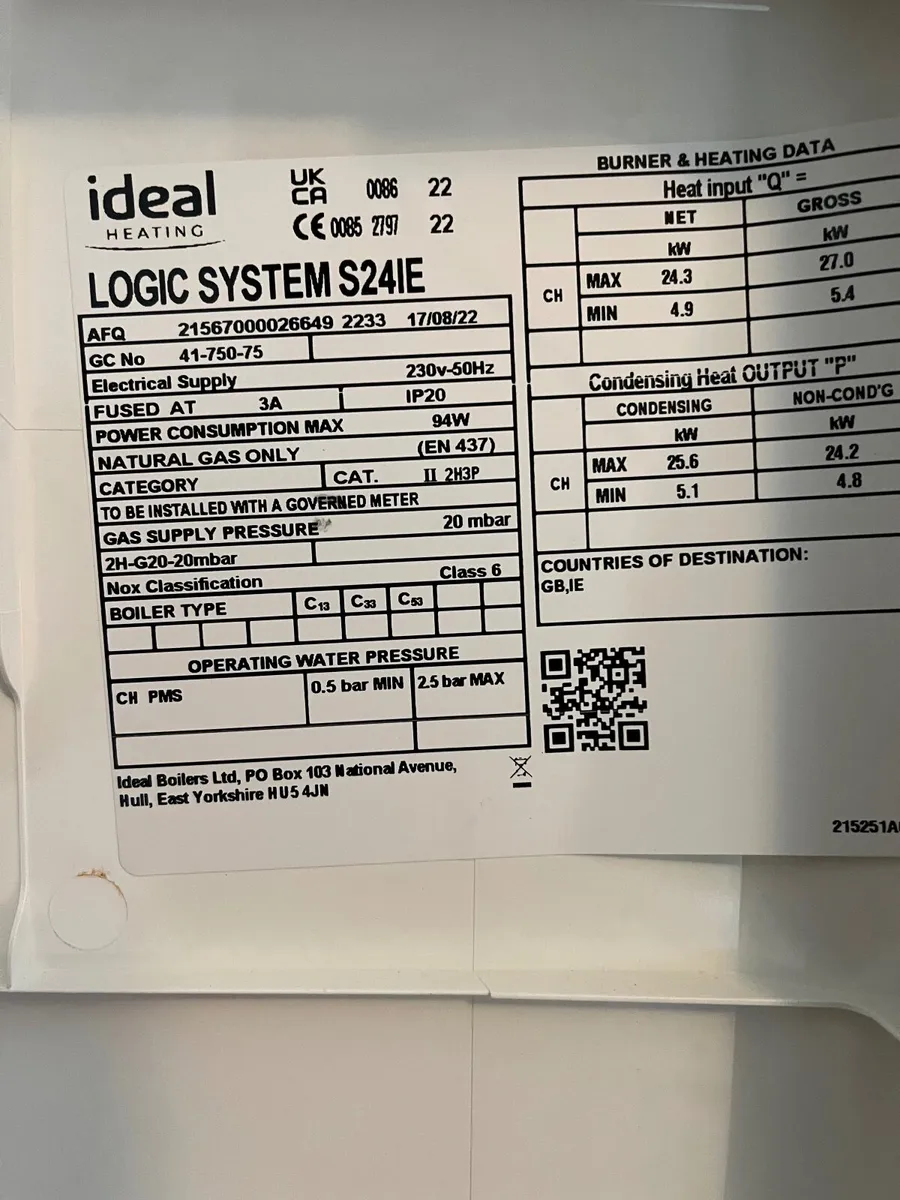 ideal
HEATING
UK
CA 0086 22
CE 0085 2797 22
LOGIC SYSTEM S24IE
AFQ 21567000026649 2233 17/08/22
GC No 41-750-75
Electrical Supply 230v-50Hz
FUSED AT 3A IP20
POWER CONSUMPTION MAX 94W
NATURAL GAS ONLY (EN 437)
CATEGORY CAT. II 2H3P
TO BE INSTALLED WITH A GOVERNED METER
GAS SUPPLY PRESSURE 20 mbar
2H-G20-20mbar
Nox Classification Class 6
BOILER TYPE C13 C33 C53
OPERATING WATER PRESSURE
CH PMS 0.5 bar MIN 2.5 bar MAX
Ideal Boilers Ltd, PO Box 103 National Avenue,
Hull, East Yorkshire HU5 4JN
BURNER & HEATING DATA
Heat input "Q" =
NET GROSS
kW kW
CH MAX 24.3 27.0
MIN 4.9 5.4
Condensing Heat OUTPUT "P"
CONDENSING NON-COND'G
kW kW
CH MAX 25.6 24.2
MIN 5.1 4.8
COUNTRIES OF DESTINATION:
GB,IE